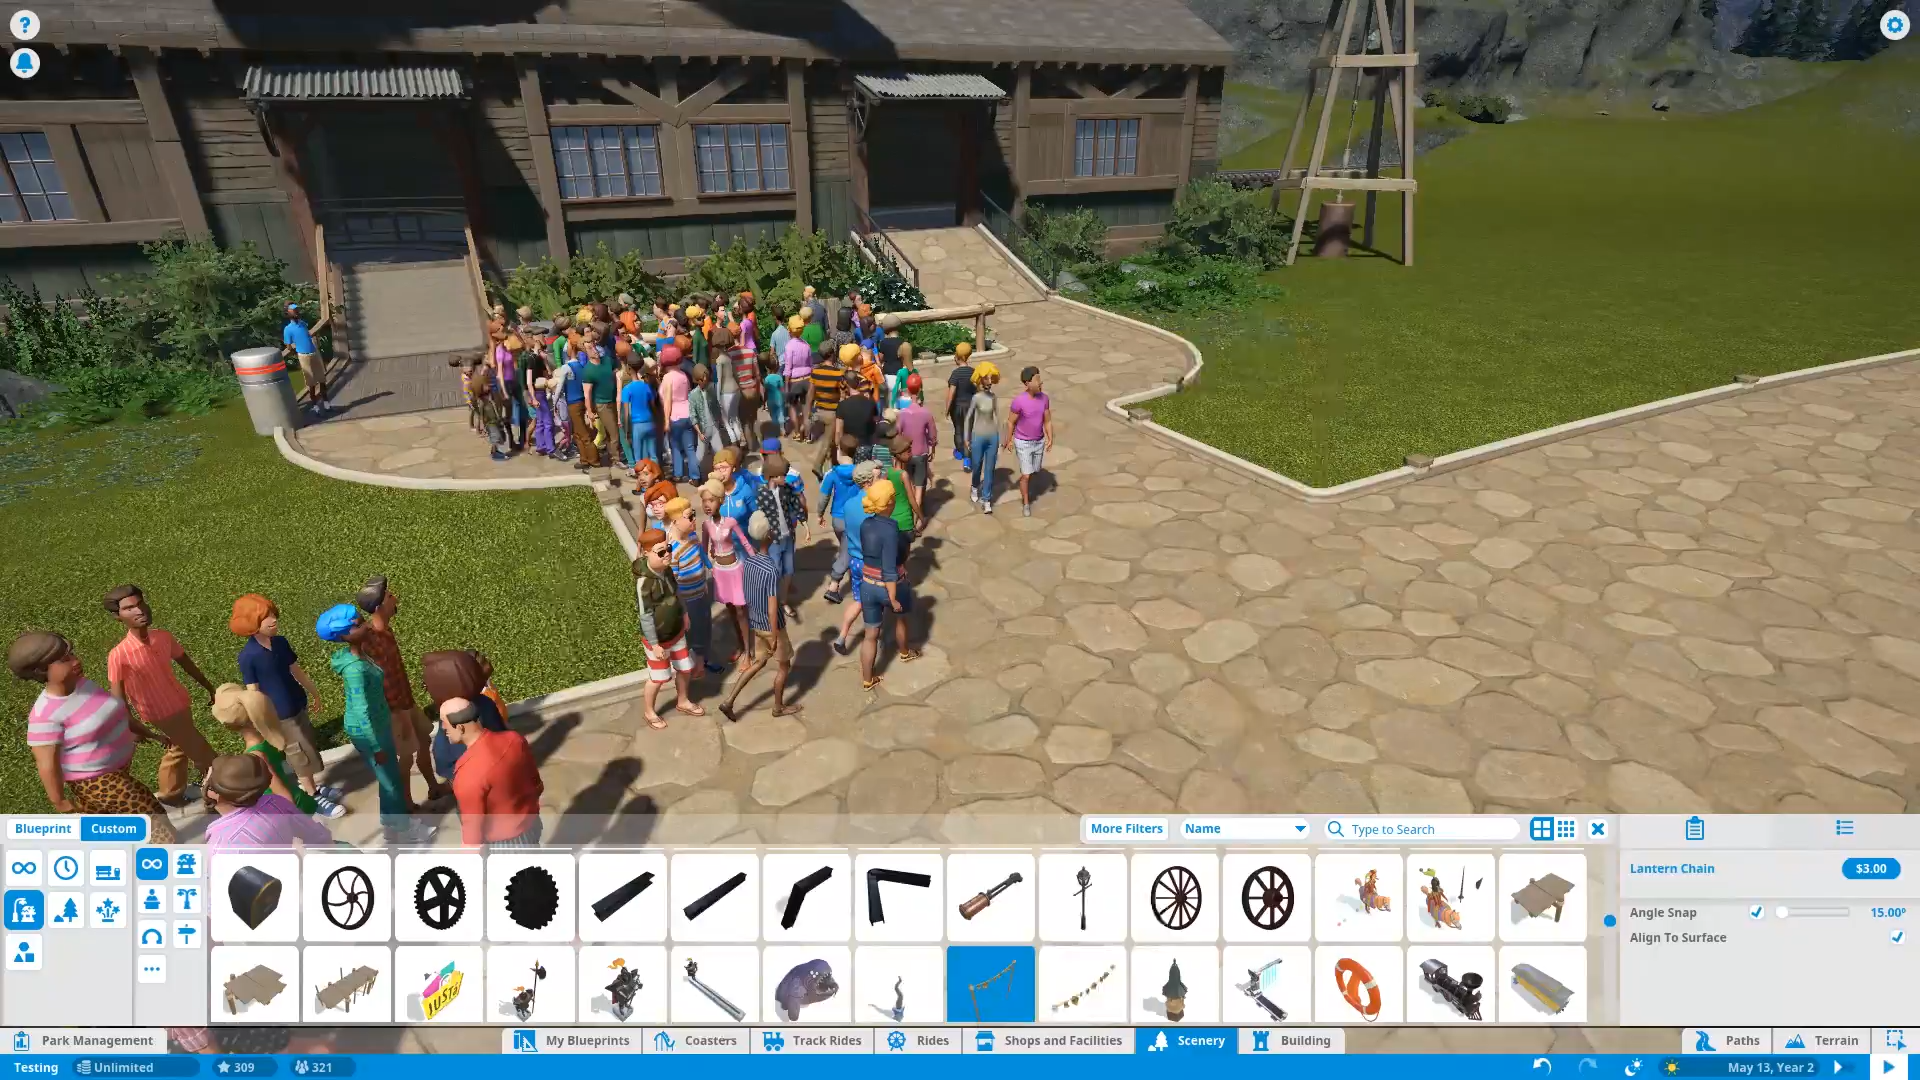 ?
Blueprint
Custom
More Filters
Name
Type to Search
Lantern Chain
$3.00
Angle Snap
15.00°
Align To Surface
JUSTa
Park Management
My Blueprints
Coasters
Track Rides
Rides
Shops and Facilities
Scenery
Building
Paths
Terrain
Testing
Unlimited
309
321
May 13, Year 2